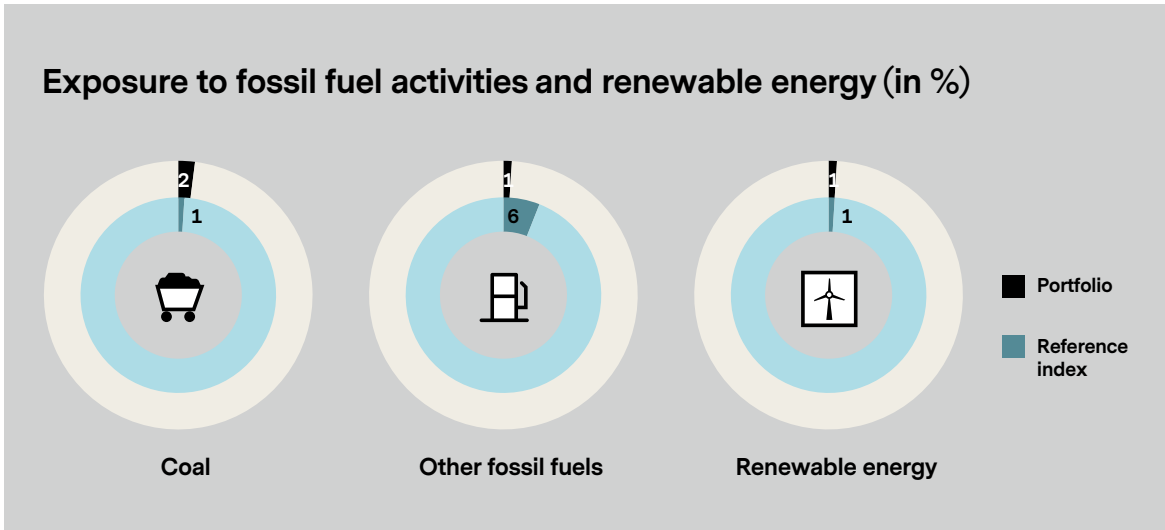 Exposure to fossil fuel activities and renewable energy (in %)
2
1
1
6
1
1
Portfolio
Reference
index
Coal
Other fossil fuels
Renewable energy